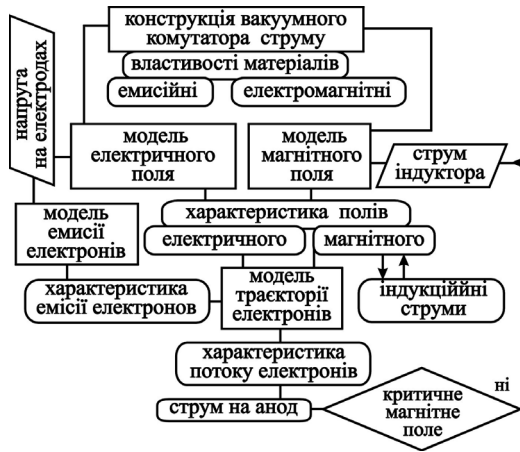 конструкція вакуумного
комутатора струму
напруга
на електродах
властивості матеріалів
емисійні
електромагнітні
модель
електричного
поля
модель
магнітного
поля
струм
індуктора
модель
емисії
електронів
характеристика полів
електричного
магнітного
характеристика
емісії електронов
модель
траєкторії
електронів
індукціййні
струми
характеристика
потоку електронів
струм на анод
критичне
магнітне
поле
ні